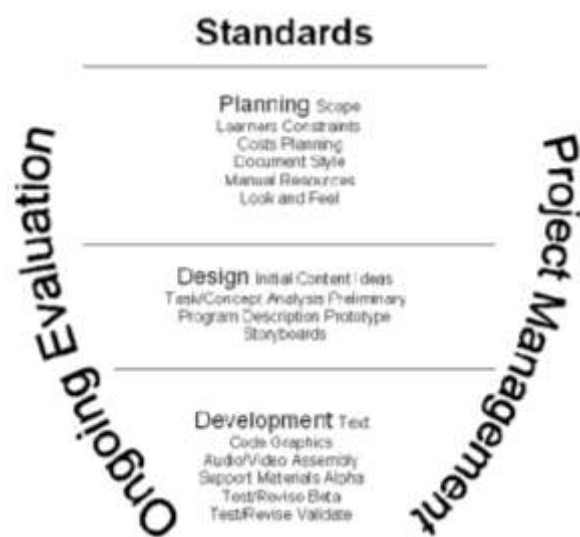 Standards
Planning Scope
Learners Constraints
Costs Planning
Document Style
Manual Resources
Look and Feel
Design Initial Content Ideas
Task/Concept Analysis Preliminary
Program Description Prototype
Storyboards
Development Text
Code Graphics
Audio/Video Assembly
Support Materials Alpha
Test/Revise Beta
Test/Revise Validate
Ongoing Evaluation
Project Management